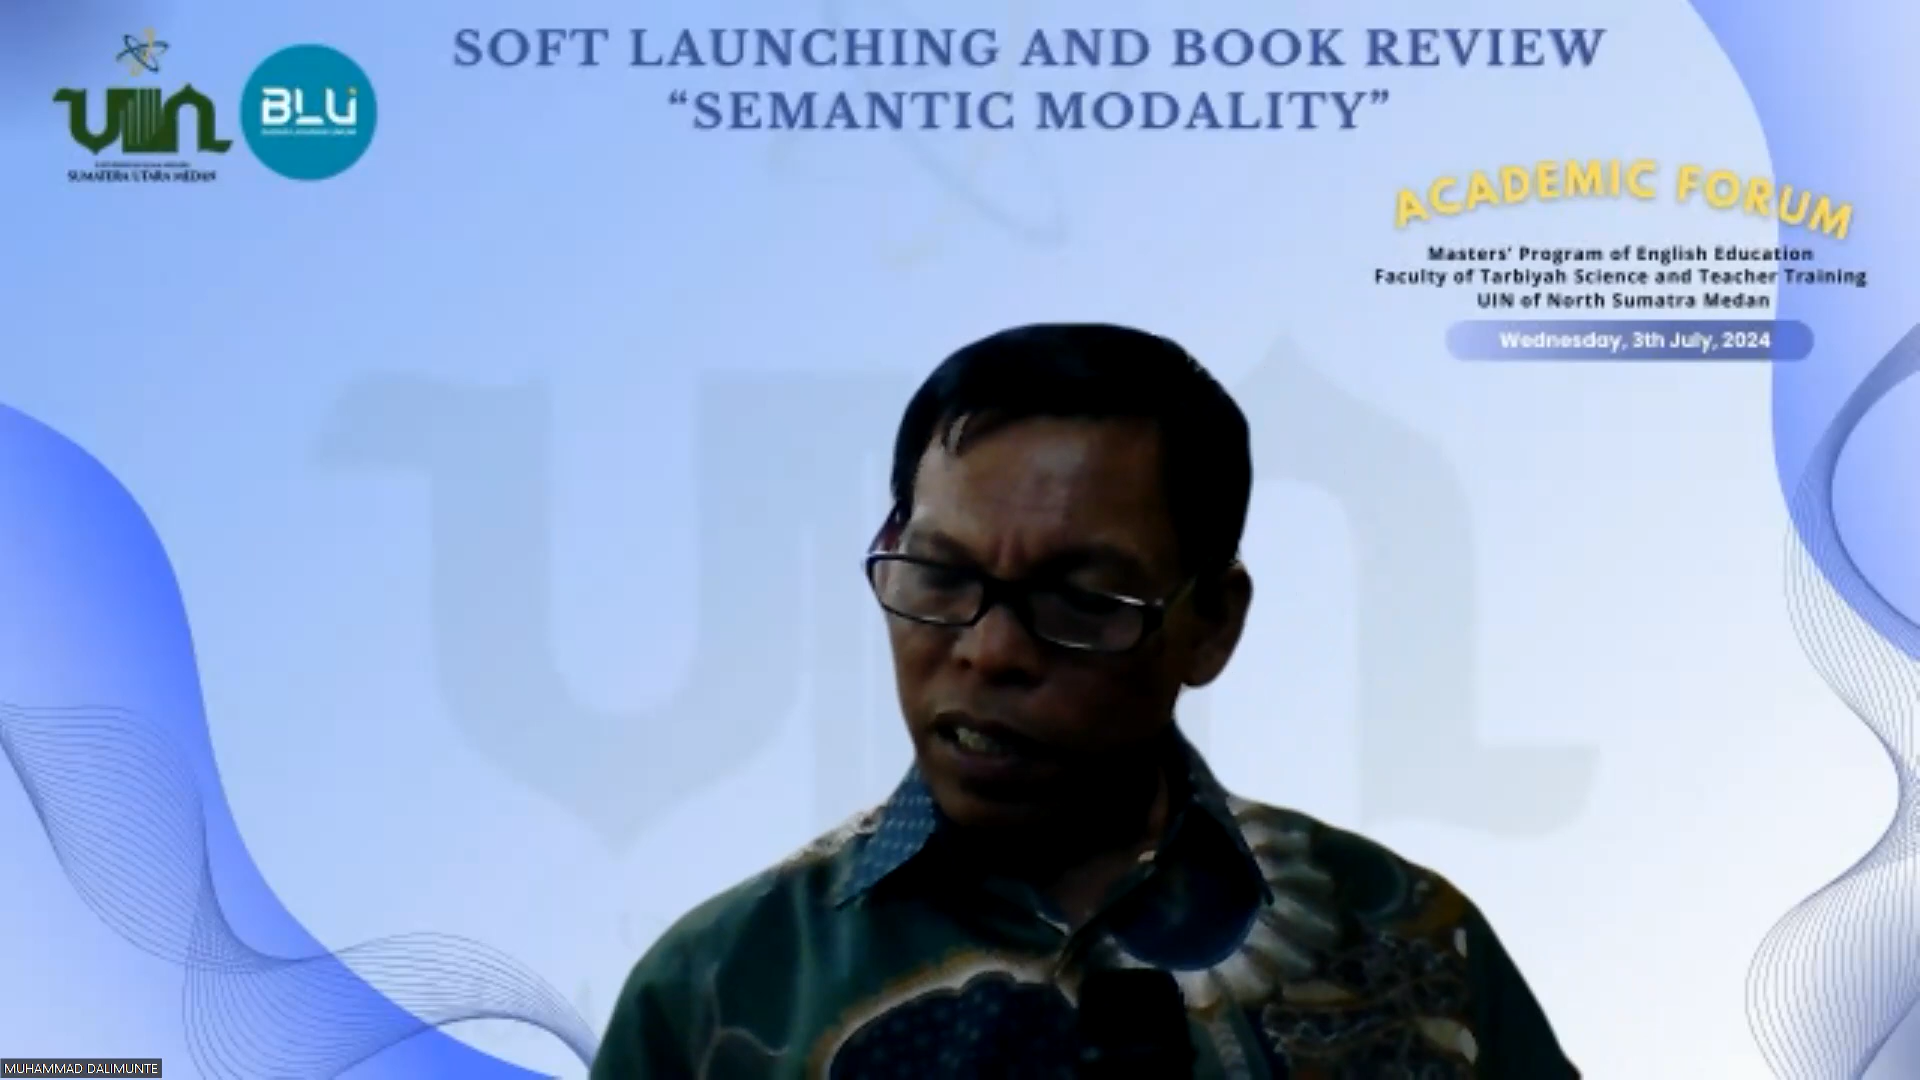 SOFT LAUNCHING AND BOOK REVIEW
“SEMANTIC MODALITY”
UIN
SUMATERA UTARA MEDAN
BLU
ACADEMIC FORUM
Masters’ Program of English Education
Faculty of Tarbiyah Science and Teacher Training
UIN of North Sumatra Medan
Wednesday, 3th July, 2024
MUHAMMAD DALIMUNTE